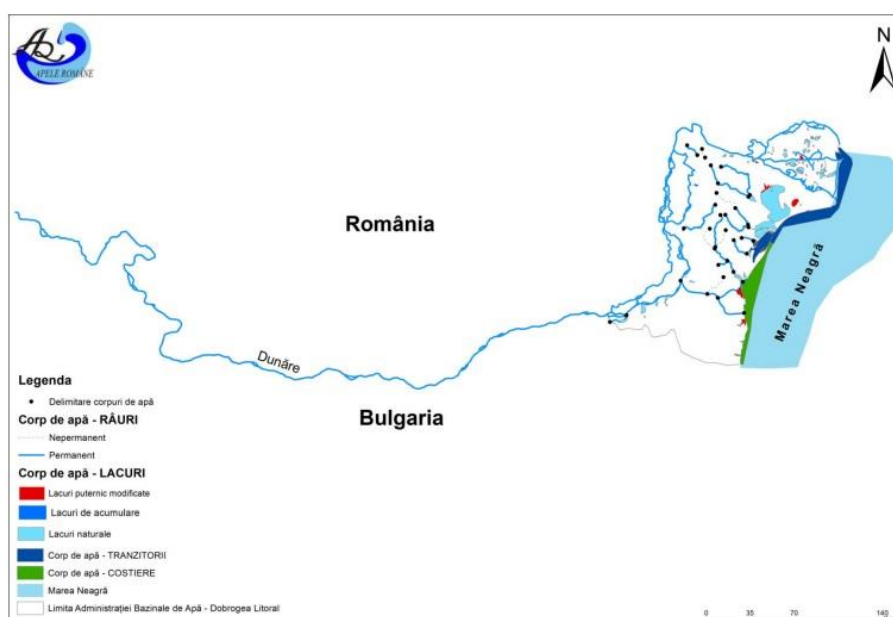 APELE ROMÂNE
N
România
Marea Neagră
Dunăre
Bulgaria
Legenda
Delimitare corpuri de apă
Corp de apă - RÂURI
Nepermanent
Permanent
Corp de apă - LACURI
Lacuri puternic modificate
Lacuri de acumulare
Lacuri naturale
Corp de apă - TRANZITORII
Corp de apă - COSTIERE
Marea Neagră
Limita Administrației Bazinale de Apă - Dobrogea Litoral
0 35 70 140